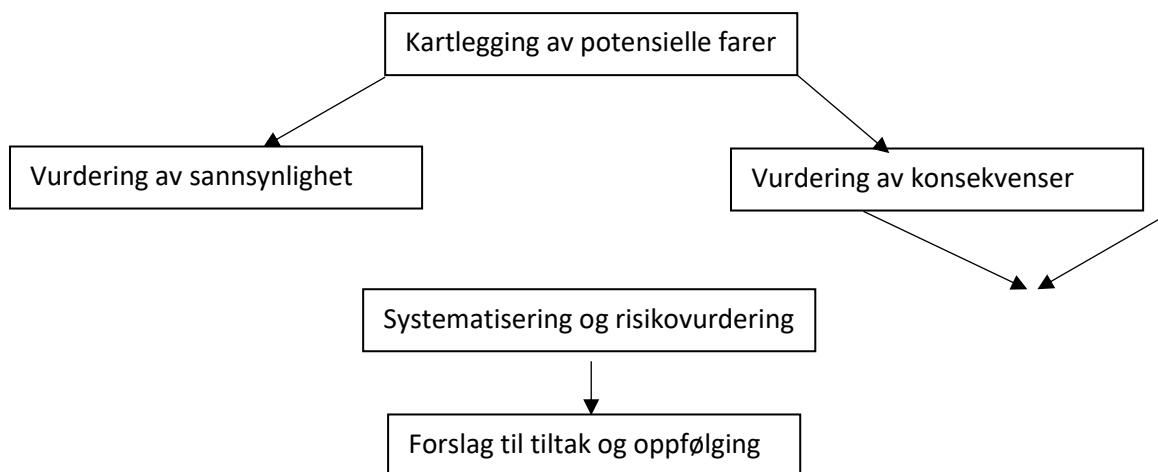 Kartlegging av potensielle farer
Vurdering av sannsynlighet
Vurdering av konsekvenser
Systematisering og risikovurdering
Forslag til tiltak og oppfølging